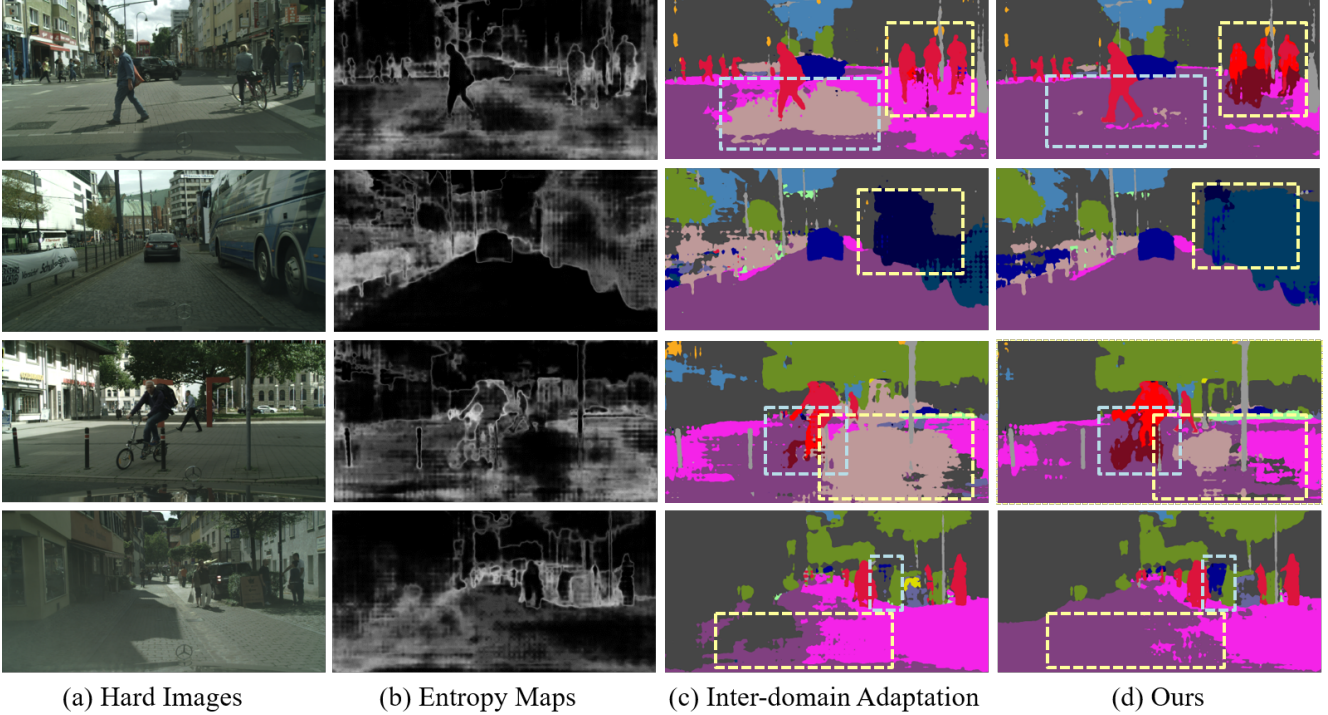 (a) Hard Images
(b) Entropy Maps
(c) Inter-domain Adaptation
(d) Ours